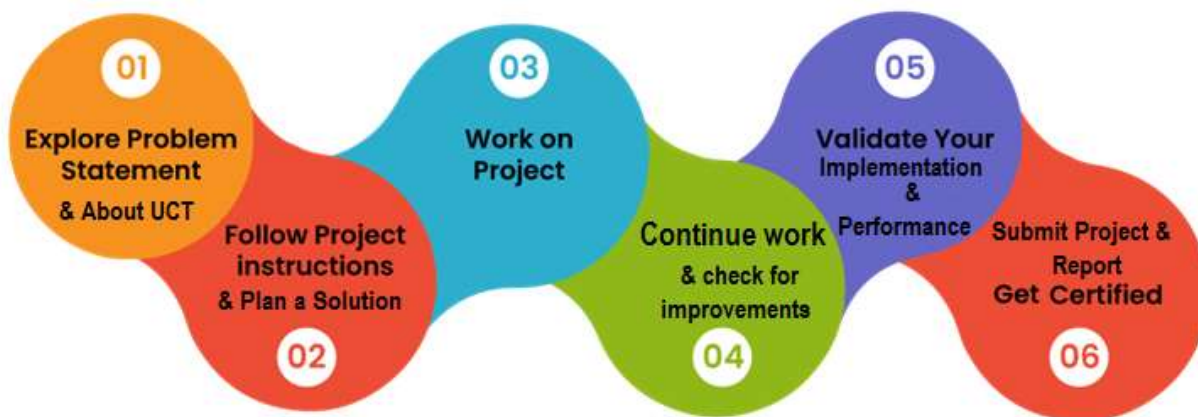 01
Explore Problem
Statement
& About UCT
Follow Project
instructions
& Plan a Solution
02
03
Work on
Project
Continue work
& check for
improvements
04
05
Validate Your
Implementation
&
Performance
Submit Project &
Report
Get Certified
06